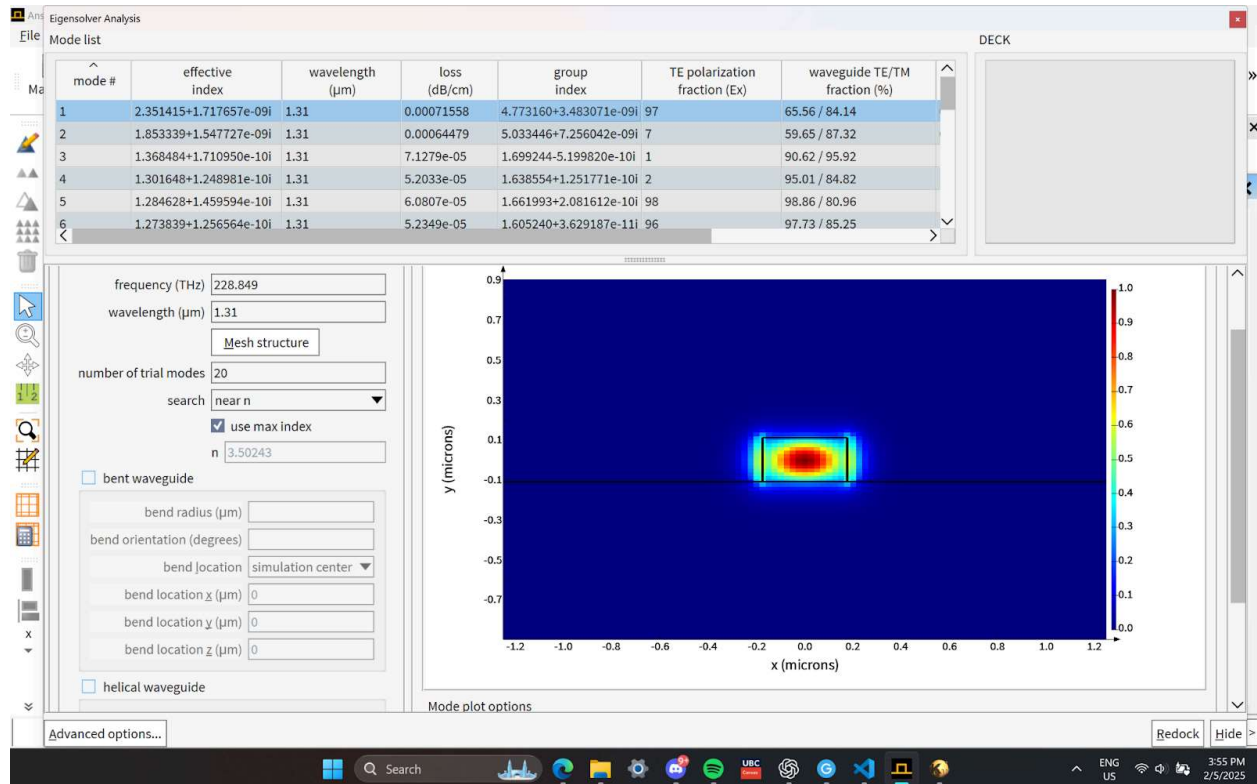 Ans
Eigensolver Analysis
File
Mode list
DECK
mode #
effective index
wavelength (μm)
loss (dB/cm)
group index
TE polarization fraction (Ex)
waveguide TE/TM fraction (%)
Ma
1 2.351415+1.717657e-09i 1.31 0.00071558 4.773160+3.483071e-09i 97 65.56 / 84.14
2 1.853339+1.547727e-09i 1.31 0.00064479 5.033446+7.256042e-09i 7 59.65 / 87.32
3 1.368484+1.710950e-10i 1.31 7.1279e-05 1.699244-5.199820e-10i 1 90.62 / 95.92
4 1.301648+1.248981e-10i 1.31 5.2033e-05 1.638554+1.251771e-10i 2 95.01 / 84.82
5 1.284628+1.459594e-10i 1.31 6.0807e-05 1.661993+2.081612e-10i 98 98.86 / 80.96
6 1.273839+1.256564e-10i 1.31 5.2349e-05 1.605240+3.629187e-11i 96 97.73 / 85.25
frequency (THz) 228.849
wavelength (μm) 1.31
Mesh structure
number of trial modes 20
search near n
use max index
n 3.50243
bent waveguide
bend radius (μm)
bend orientation (degrees)
bend location simulation center
bend location x (μm) 0
bend location y (μm) 0
bend location z (μm) 0
helical waveguide
Advanced options...
0.9
0.7
0.5
0.3
0.1
-0.1
-0.3
-0.5
-0.7
y (microns)
-1.2 -1.0 -0.8 -0.6 -0.4 -0.2 0.0 0.2 0.4 0.6 0.8 1.0 1.2
x (microns)
1.0
0.9
0.8
0.7
0.6
0.5
0.4
0.3
0.2
0.1
0.0
Mode plot options
Redock
Hide
1 2
x
Search
UBC
ENG
US
3:55 PM
2/5/2025